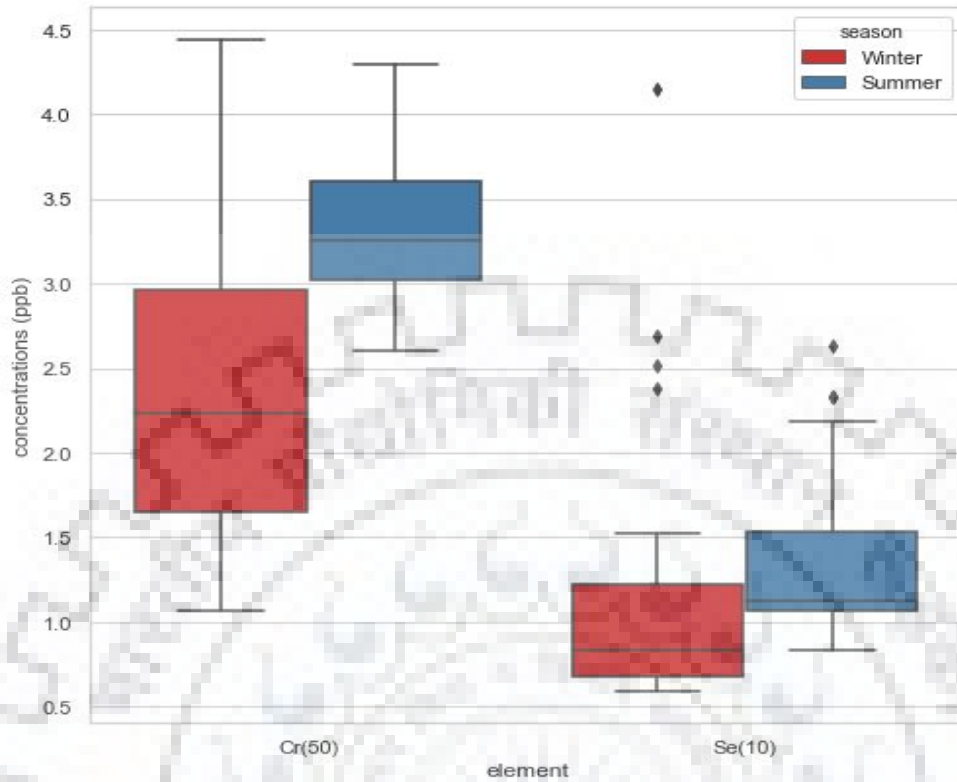 4.5
4.0
3.5
3.0
2.5
2.0
1.5
1.0
0.5
concentrations (ppb)
season
Winter
Summer
Cr(50)
Se(10)
element